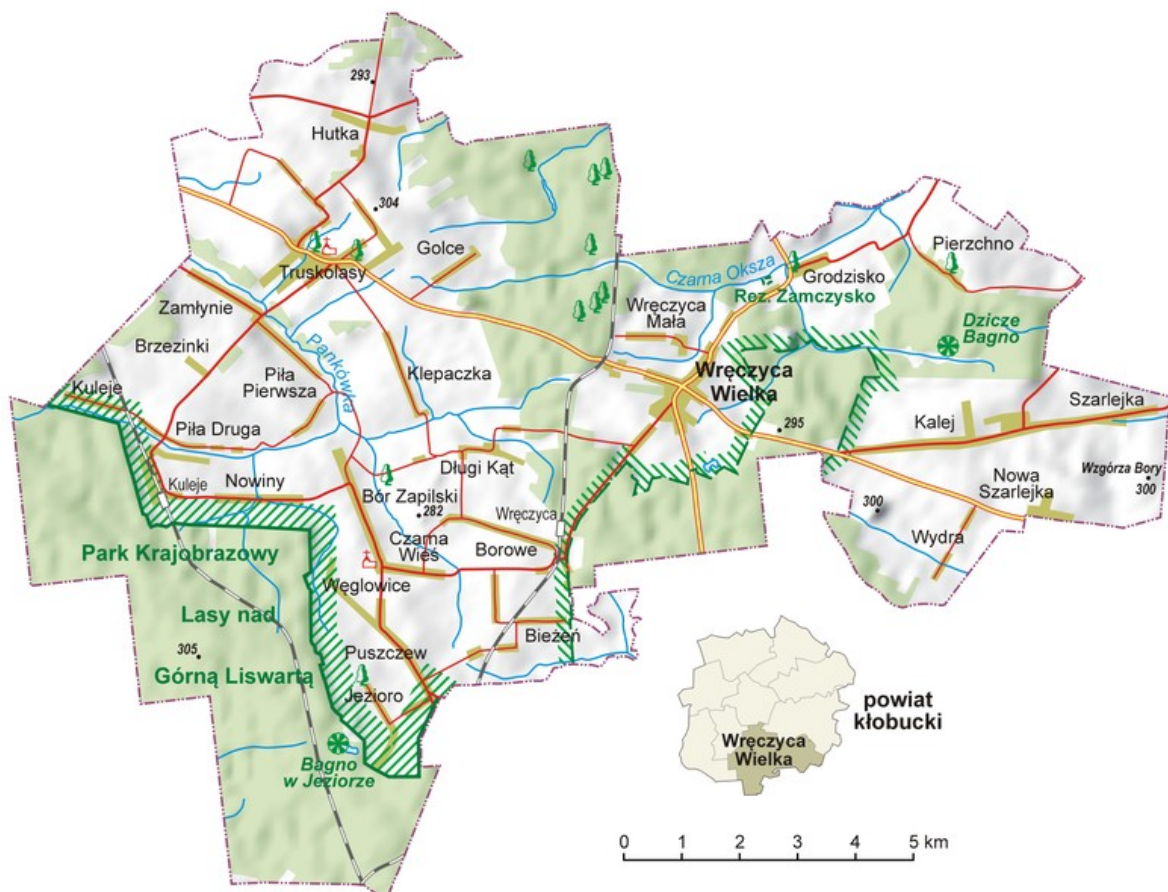 293
Hutka
304
Golce
Truskolasy
Czarna Oksza
Pierzchno
Grodzisko
Rez. Zamczysko
Zamłynie
Wręczyca
Mała
Dzicze
Bagno
Brzezinki
Pankówka
Piła
Pierwsza
Klepaczka
Wręczyca
Wielka
Kuleje
Szarlejka
Kalej
295
Piła Druga
Długi Kąt
Kuleje
Nowiny
Bór Zapilski
282
Wręczyca
Nowa
Szarlejka
Wzgórza Bory
300
300
Czarna
Wieś
Borowe
Wydra
Park Krajobrazowy
Lasy nad
Górną Liswartą
Węglowice
305
Puszczew
Bieżeń
Jezioro
Bagno
w Jeziorze
powiat
kłobucki
Wręczyca
Wielka
0 1 2 3 4 5 km